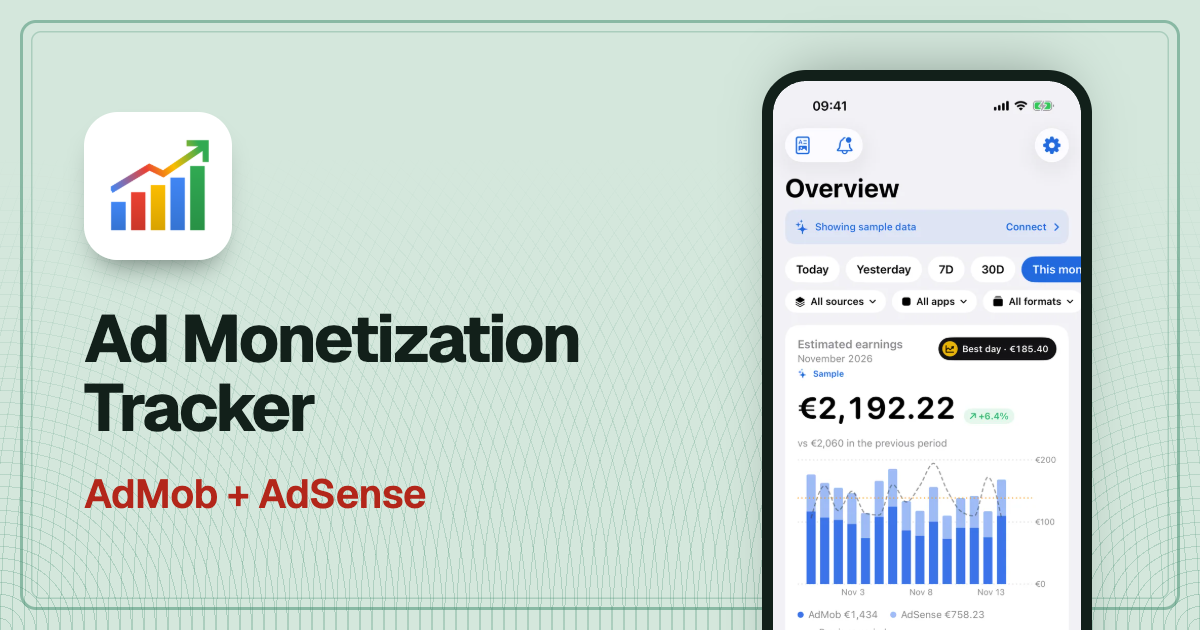 Ad Monetization
Tracker
AdMob + AdSense
09:41
Overview
Showing sample data
Connect
Today
Yesterday
7D
30D
This mon
All sources
All apps
All formats
Estimated earnings
November 2026
Sample
Best day · €185.40
€2,192.22
+6.4%
vs €2,060 in the previous period
€200
€100
€0
Nov 3
Nov 8
Nov 13
AdMob €1,434
AdSense €758.23